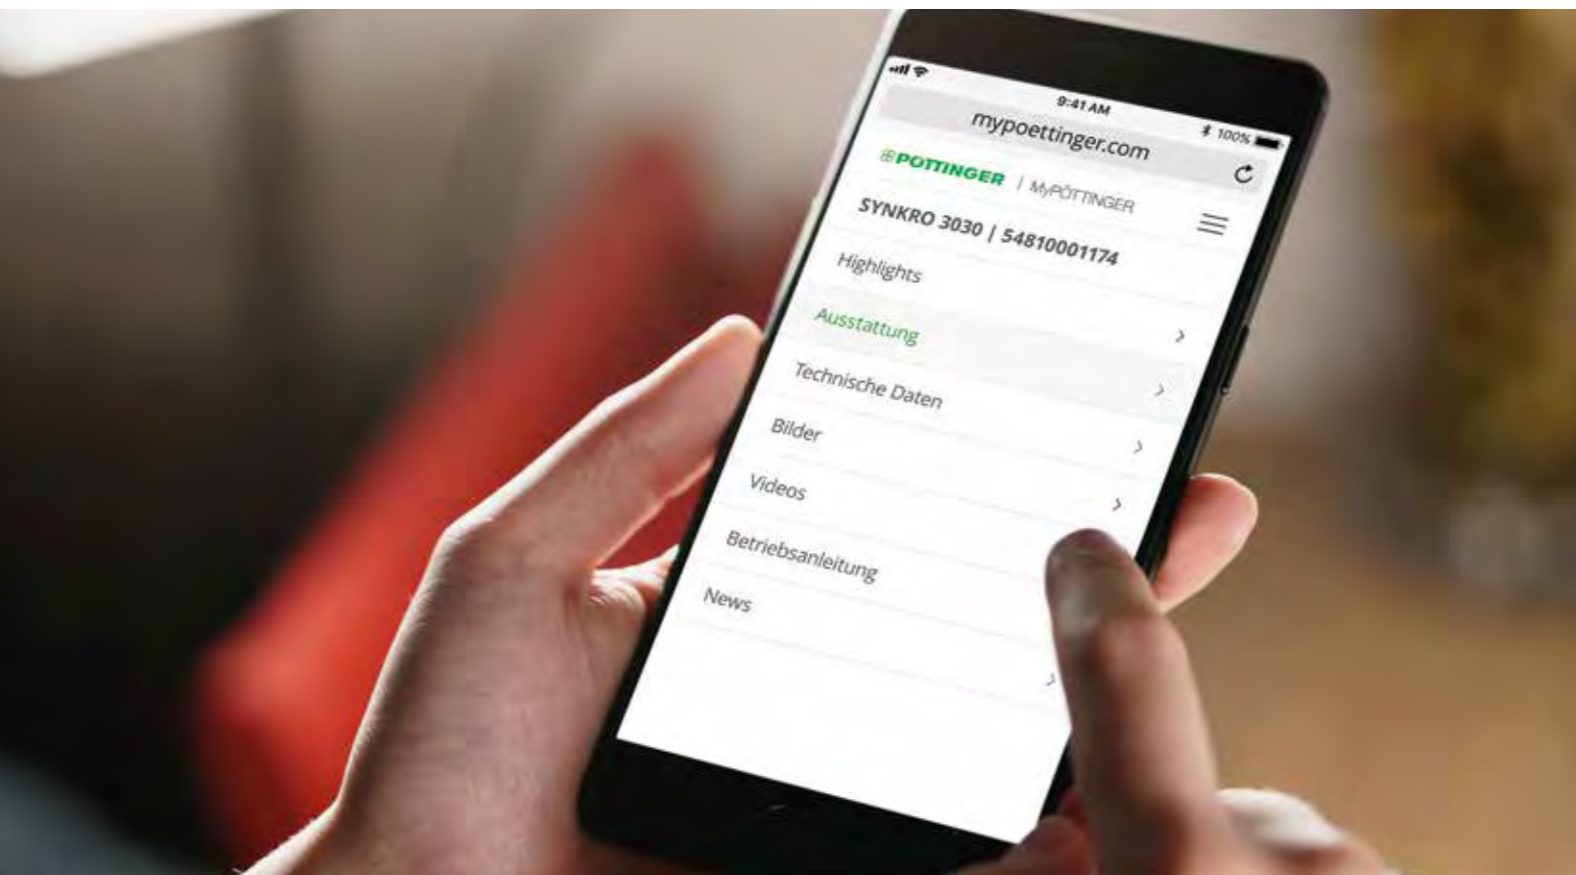 9:41 AM
100%
mypoettinger.com
PÖTTINGER | MyPÖTTINGER
SYNKRO 3030 | 54810001174
Highlights
Ausstattung
Technische Daten
Bilder
Videos
Betriebsanleitung
News